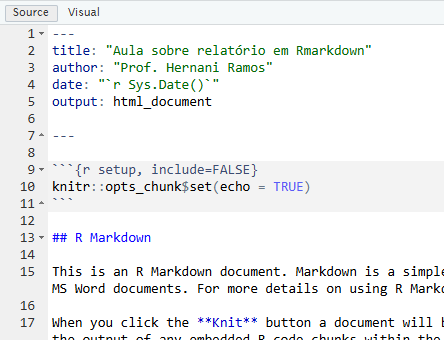 Source Visual
1 ---
2 title: "Aula sobre relatório em Rmarkdown"
3 author: "Prof. Hernani Ramos"
4 date: "`r Sys.Date()`"
5 output: html_document
6
7 ---
8
9 ```{r setup, include=FALSE}
10 knitr::opts_chunk$set(echo = TRUE)
11 ```
12
13 ## R Markdown
14
15 This is an R Markdown document. Markdown is a simple
MS Word documents. For more details on using R Mark
16
17 When you click the **Knit** button a document will
the output of any embedded R code chunks within the